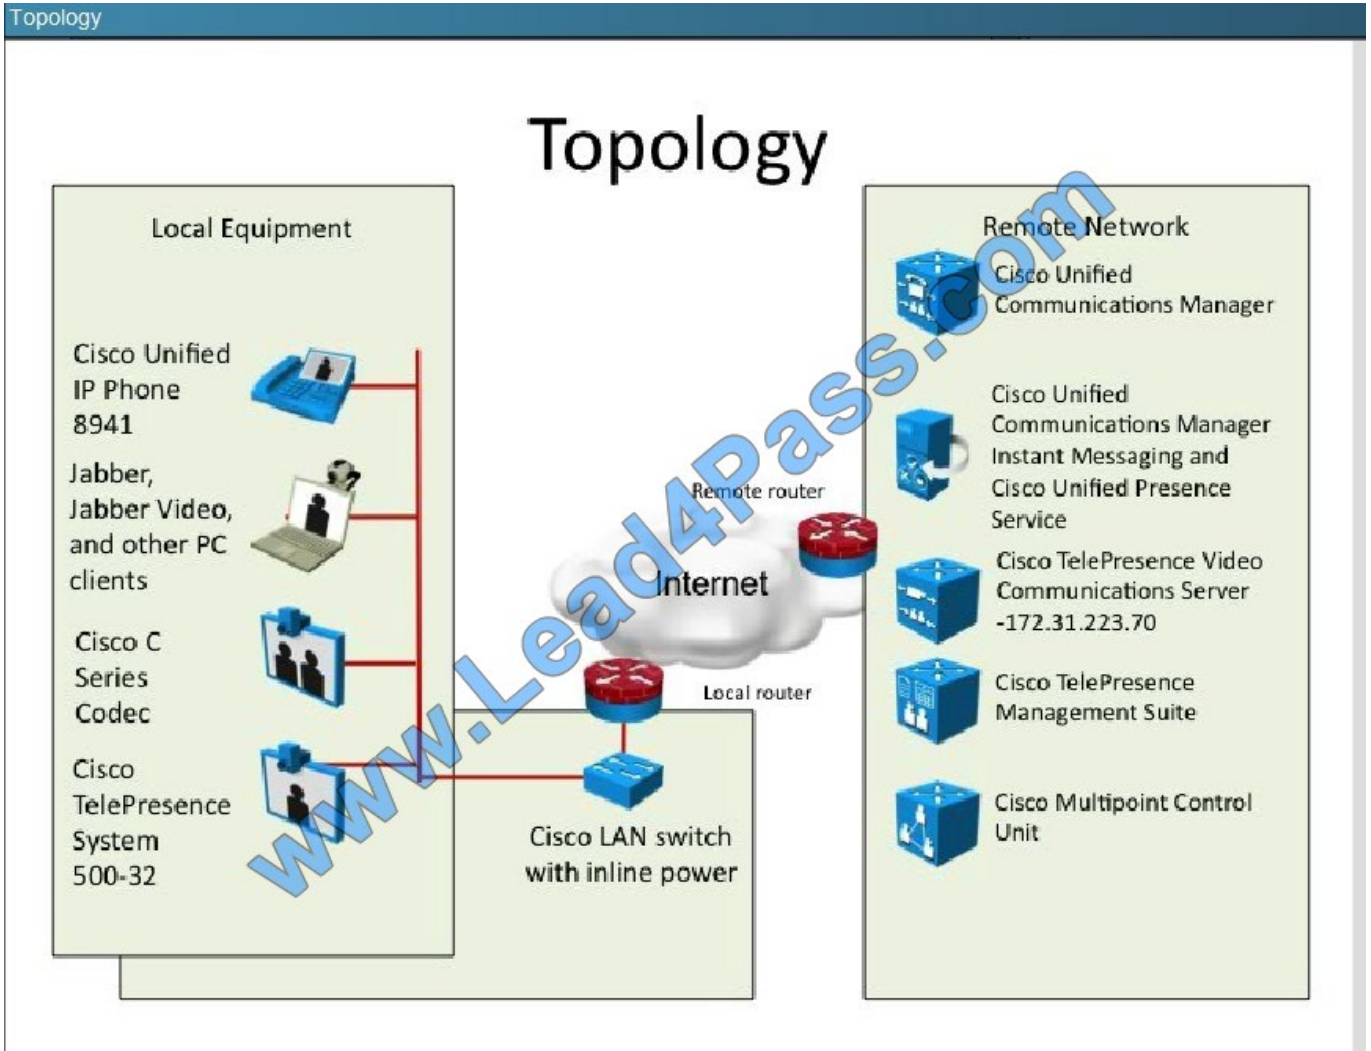 Topology
Topology
Local Equipment
Cisco Unified
IP Phone
8941
Jabber,
Jabber Video,
and other PC
clients
Cisco C
Series
Codec
Cisco
TelePresence
System
500-32
Remote router
Internet
Local router
Cisco LAN switch
with inline power
Remote Network
Cisco Unified
Communications Manager
Cisco Unified
Communications Manager
Instant Messaging and
Cisco Unified Presence
Service
Cisco TelePresence Video
Communications Server
-172.31.223.70
Cisco TelePresence
Management Suite
Cisco Multipoint Control
Unit
www.Lead4Pass.com